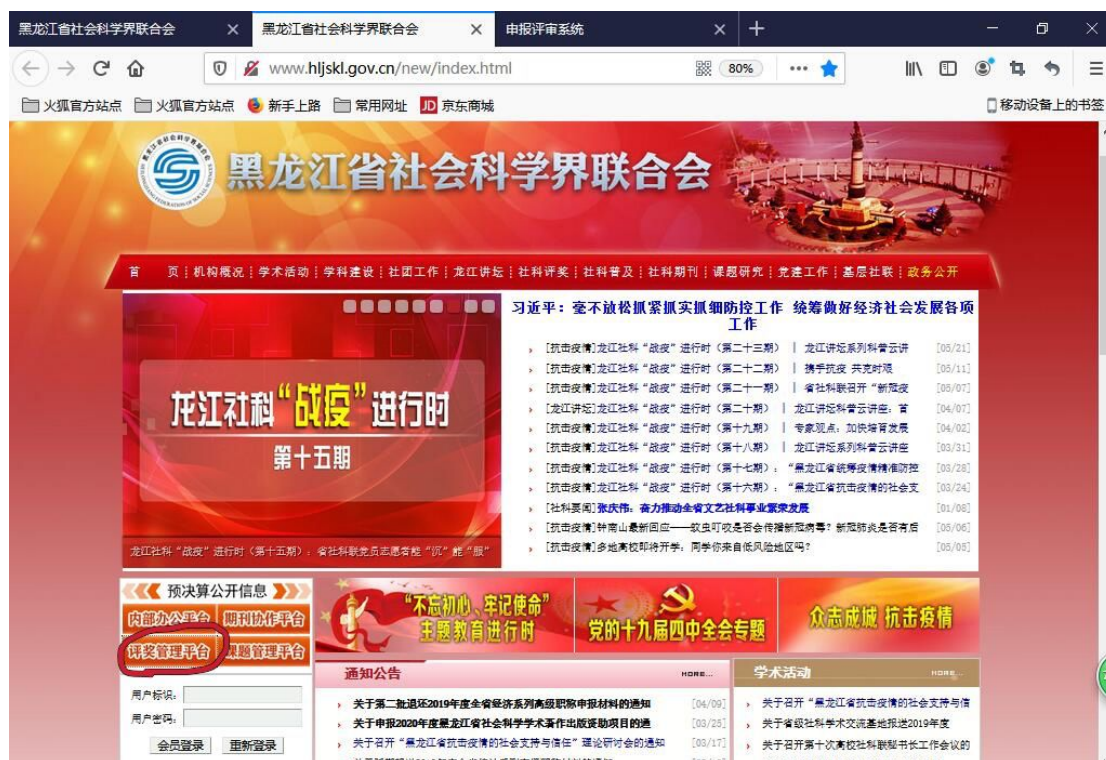 黑龙江省社会科学界联合会
黑龙江省社会科学界联合会
申报评审系统
www.hljskl.gov.cn/new/index.html
80%
火狐官方站点
火狐官方站点
新手上路
常用网址
JD 京东商城
移动设备上的书签
黑龙江省社会科学界联合会
首 页 机构概况 学术活动 学科建设 社团工作 龙江讲坛 社科评奖 社科普及 社科期刊 课题研究 党建工作 基层社联 政务公开
龙江社科“战疫”进行时
第十五期
龙江社科“战疫”进行时（第十五期）：省社科联党员志愿者能“沉”能“服”
习近平：毫不放松抓紧抓实抓细防控工作 统筹做好经济社会发展各项
工作
[抗击疫情]龙江社科“战疫”进行时（第二十三期） | 龙江讲坛系列科普云讲 [05/21]
[抗击疫情]龙江社科“战疫”进行时（第二十二期） | 携手抗疫 共克时艰 [05/11]
[抗击疫情]龙江社科“战疫”进行时（第二十一期） | 省社科联召开“新冠疫 [05/07]
[龙江讲坛]龙江社科“战疫”进行时（第二十期） | 龙江讲坛科普云讲座：首 [04/07]
[抗击疫情]龙江社科“战疫”进行时（第十九期） | 专家观点：加快培育发展 [04/02]
[抗击疫情]龙江社科“战疫”进行时（第十八期） | 龙江讲坛系列科普云讲座 [03/31]
[抗击疫情]龙江社科“战疫”进行时（第十七期）：“黑龙江省统筹疫情精准防控 [03/28]
[抗击疫情]龙江社科“战疫”进行时（第十六期）：“黑龙江省抗击疫情的社会支 [03/24]
[社科要闻]张庆伟：奋力推动全省文艺社科事业繁荣发展 [01/08]
[抗击疫情]钟南山最新回应——蚊虫叮咬是否会传播新冠病毒？新冠肺炎是否有后 [05/06]
[抗击疫情]多地高校即将开学：同学你来自低风险地区吗？ [05/05]
预决算公开信息
内部办公平台 期刊协作平台
评奖管理平台 课题管理平台
用户标识:
用户密码:
会员登录 重新登录
“不忘初心、牢记使命”
主题教育进行时
党的十九届四中全会专题
众志成城 抗击疫情
通知公告 MORE...
关于第二批退还2019年度全省经济系列高级职称申报材料的通知 [04/09]
关于申报2020年度黑龙江省社会科学学术著作出版资助项目的通 [03/25]
关于召开“黑龙江省抗击疫情的社会支持与信任”理论研讨会的通知 [03/17]
学术活动 MORE...
关于召开“黑龙江省抗击疫情的社会支持与信
关于省级社科学术交流基地报送2019年度
关于召开第十次高校社科联秘书长工作会议的